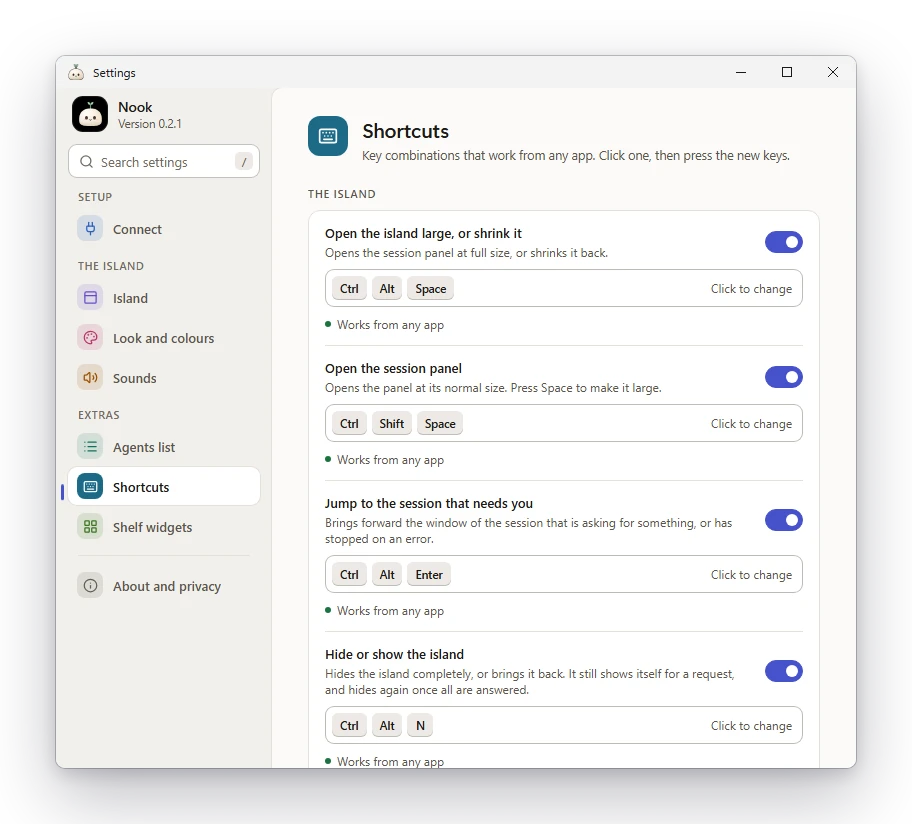 Settings
Nook
Version 0.2.1
Search settings /
SETUP
Connect
THE ISLAND
Island
Look and colours
Sounds
EXTRAS
Agents list
Shortcuts
Shelf widgets
About and privacy
Shortcuts
Key combinations that work from any app. Click one, then press the new keys.
THE ISLAND
Open the island large, or shrink it
Opens the session panel at full size, or shrinks it back.
Ctrl Alt Space Click to change
Works from any app
Open the session panel
Opens the panel at its normal size. Press Space to make it large.
Ctrl Shift Space Click to change
Works from any app
Jump to the session that needs you
Brings forward the window of the session that is asking for something, or has
stopped on an error.
Ctrl Alt Enter Click to change
Works from any app
Hide or show the island
Hides the island completely, or brings it back. It still shows itself for a request,
and hides again once all are answered.
Ctrl Alt N Click to change
Works from any app